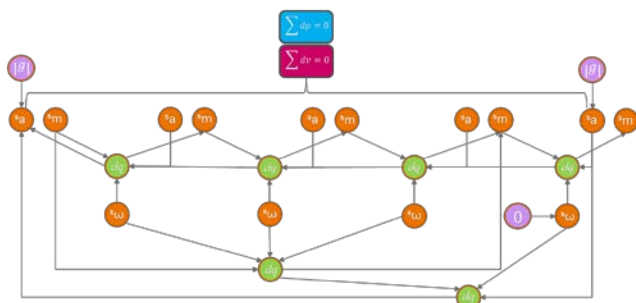 ∑ dp = 0
∑ dv = 0
|g| |g|
ˢa ˢm ˢa ˢm ˢa ˢm ˢa ˢm ˢa ˢm
dq dq dq dq
ˢω ˢω ˢω 0 ˢω
dq
dq